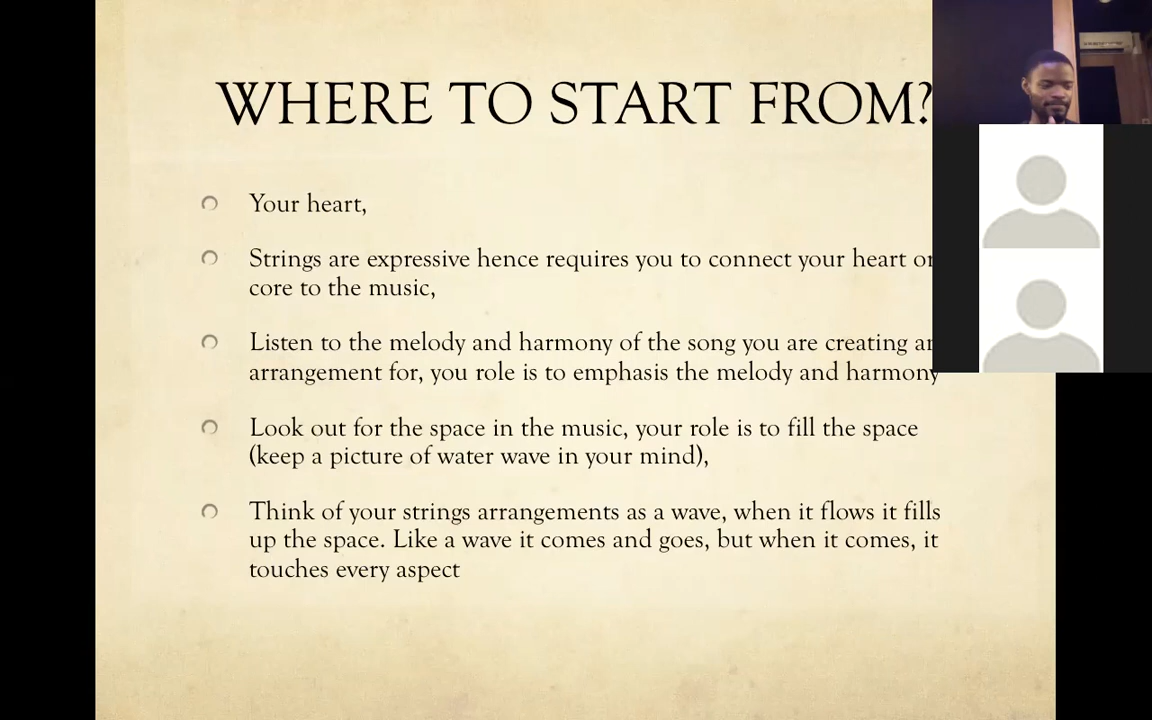 WHERE TO START FROM?
Your heart,
Strings are expressive hence requires you to connect your heart or
core to the music,
Listen to the melody and harmony of the song you are creating an
arrangement for, you role is to emphasis the melody and harmony
Look out for the space in the music, your role is to fill the space
(keep a picture of water wave in your mind),
Think of your strings arrangements as a wave, when it flows it fills
up the space. Like a wave it comes and goes, but when it comes, it
touches every aspect